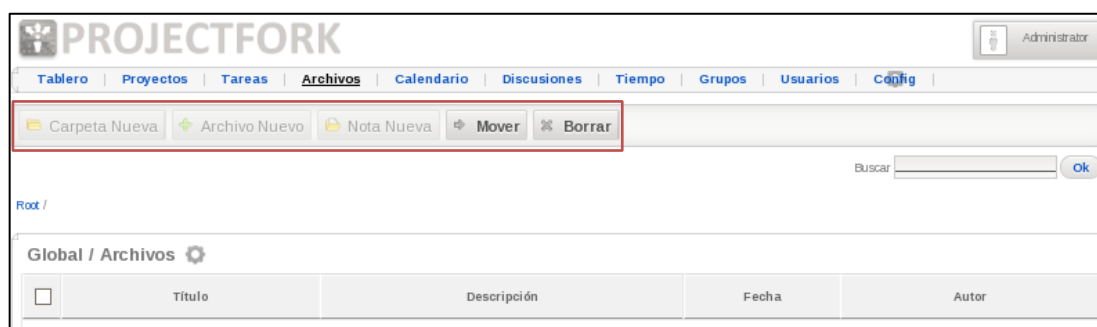 PROJECTFORK
Administrator
Tablero | Proyectos | Tareas | Archivos | Calendario | Discusiones | Tiempo | Grupos | Usuarios | Config |
Carpeta Nueva Archivo Nuevo Nota Nueva Mover Borrar
Buscar Ok
Root /
Global / Archivos
Título Descripción Fecha Autor